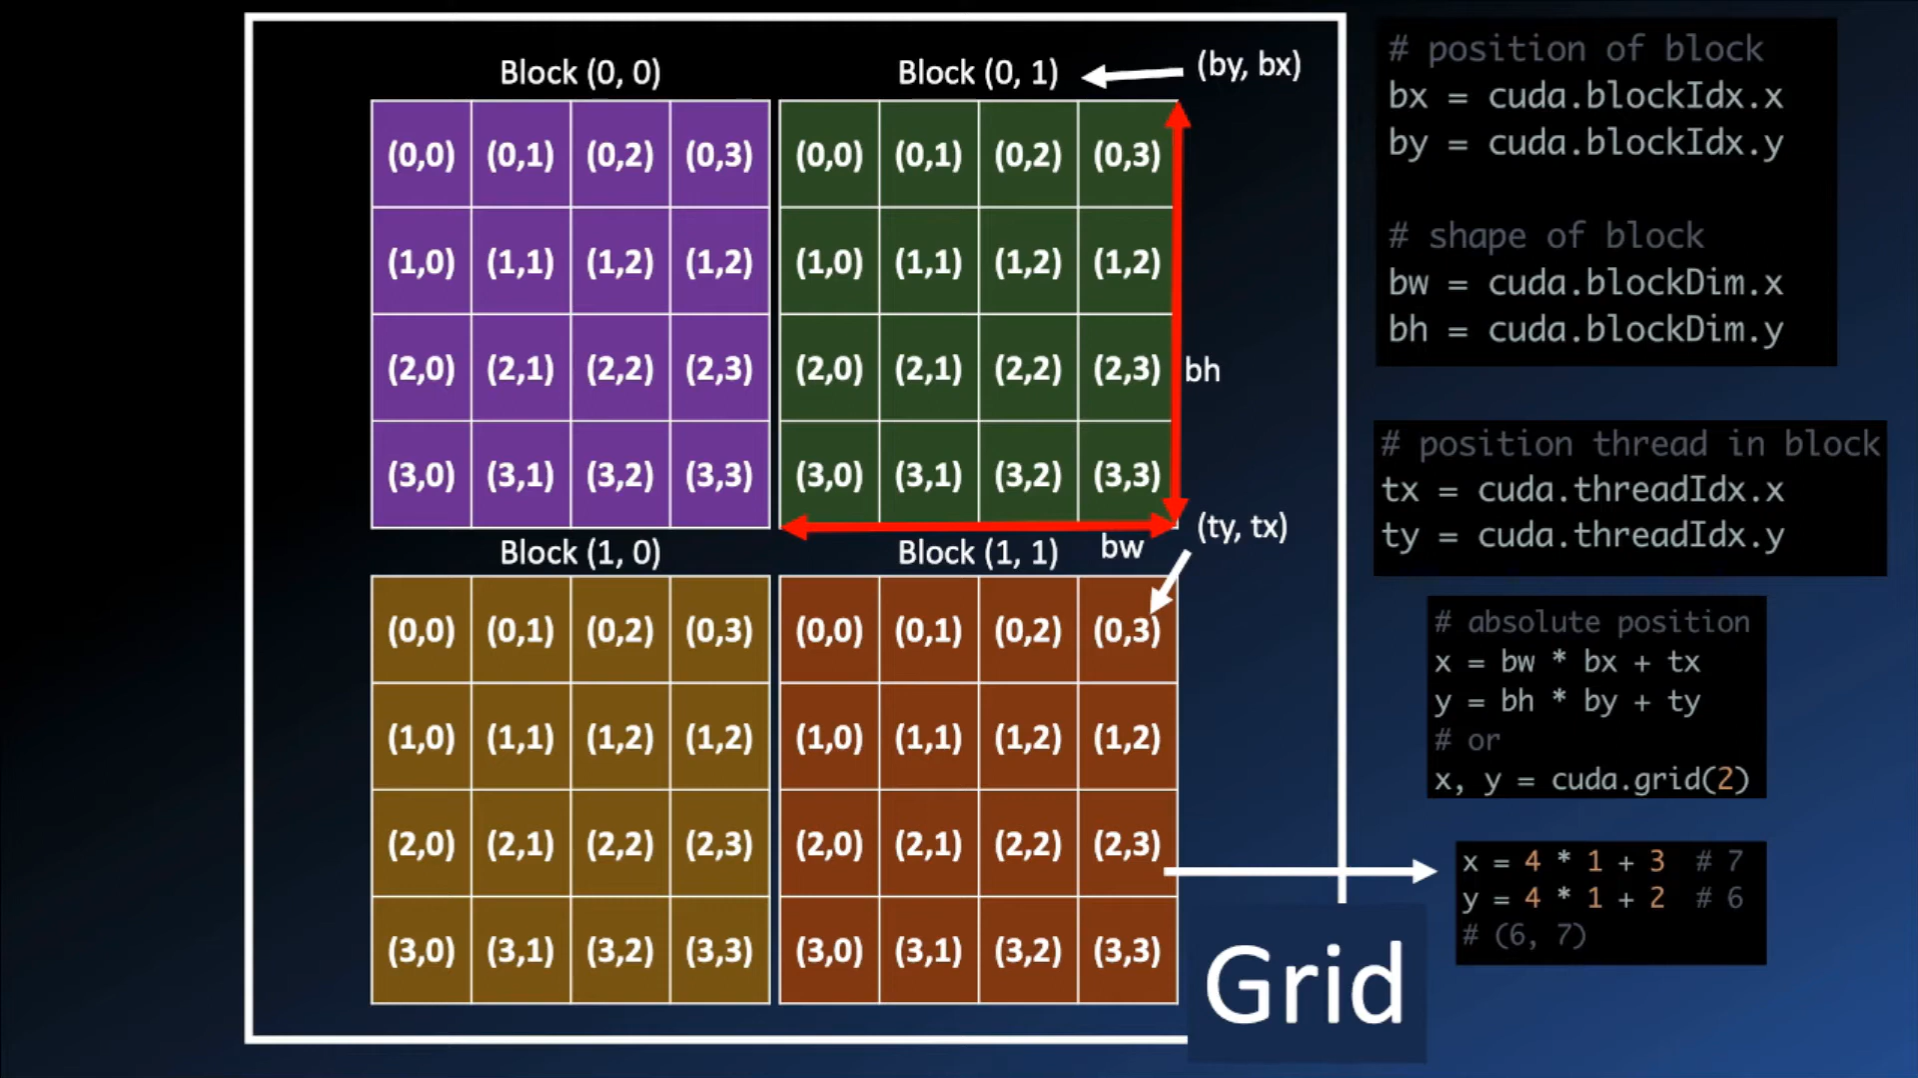 Block (0, 0)
Block (0, 1)
(by, bx)
(0,0) (0,1) (0,2) (0,3)
(1,0) (1,1) (1,2) (1,2)
(2,0) (2,1) (2,2) (2,3)
(3,0) (3,1) (3,2) (3,3)
(0,0) (0,1) (0,2) (0,3)
(1,0) (1,1) (1,2) (1,2)
(2,0) (2,1) (2,2) (2,3)
(3,0) (3,1) (3,2) (3,3)
bh
bw
(ty, tx)
Block (1, 0)
Block (1, 1)
(0,0) (0,1) (0,2) (0,3)
(1,0) (1,1) (1,2) (1,2)
(2,0) (2,1) (2,2) (2,3)
(3,0) (3,1) (3,2) (3,3)
(0,0) (0,1) (0,2) (0,3)
(1,0) (1,1) (1,2) (1,2)
(2,0) (2,1) (2,2) (2,3)
(3,0) (3,1) (3,2) (3,3)
Grid
# position of block
bx = cuda.blockIdx.x
by = cuda.blockIdx.y
# shape of block
bw = cuda.blockDim.x
bh = cuda.blockDim.y
# position thread in block
tx = cuda.threadIdx.x
ty = cuda.threadIdx.y
# absolute position
x = bw * bx + tx
y = bh * by + ty
# or
x, y = cuda.grid(2)
x = 4 * 1 + 3 # 7
y = 4 * 1 + 2 # 6
# (6, 7)